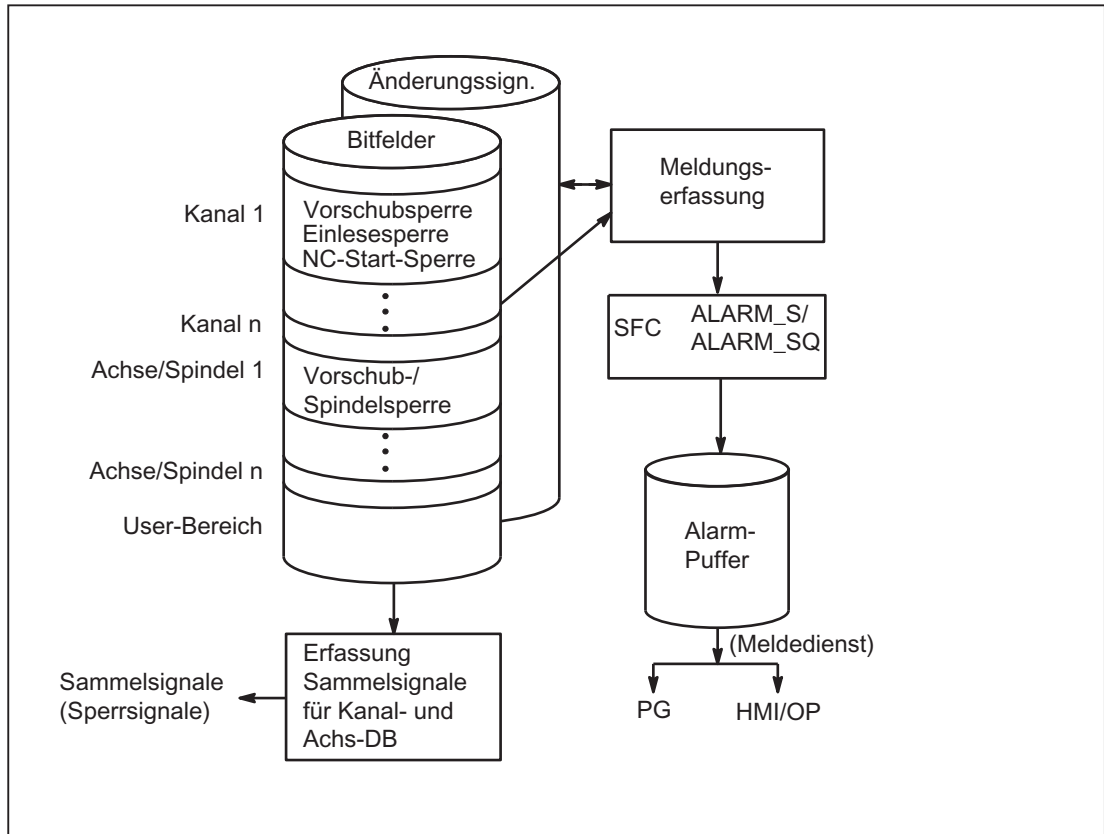 Änderungssign.
Bitfelder
Kanal 1
Vorschubsperre
Einlesesperre
NC-Start-Sperre
Kanal n
Achse/Spindel 1
Vorschub-/
Spindelsperre
Achse/Spindel n
User-Bereich
Erfassung
Sammelsignale
für Kanal- und
Achs-DB
Sammelsignale
(Sperrsignale)
Meldungs-
erfassung
SFC ALARM_S/
ALARM_SQ
Alarm-
Puffer
(Meldedienst)
PG
HMI/OP